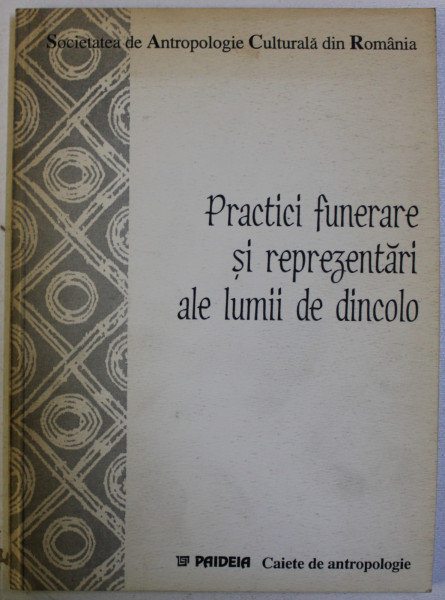 Societatea de Antropologie Culturală din România
Practici funerare
și reprezentări
ale lumii de dincolo
PAIDEIA Caiete de antropologie